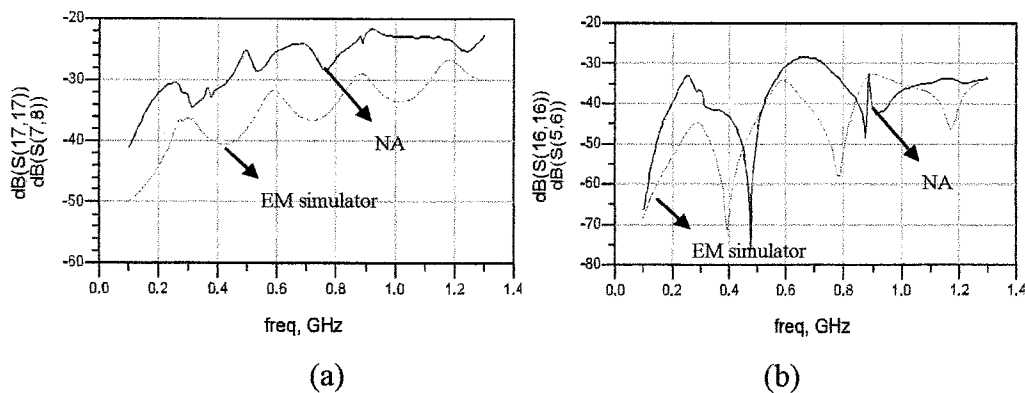 -20
-30
-40
-50
-60
dB(S(17,17))
dB(S(7,8))
NA
EM simulator
0.0 0.2 0.4 0.6 0.8 1.0 1.2 1.4
freq, GHz
(a)
-20
-30
-40
-50
-60
-70
-80
dB(S(16,16))
dB(S(5,6))
NA
EM simulator
0.0 0.2 0.4 0.6 0.8 1.0 1.2 1.4
freq, GHz
(b)